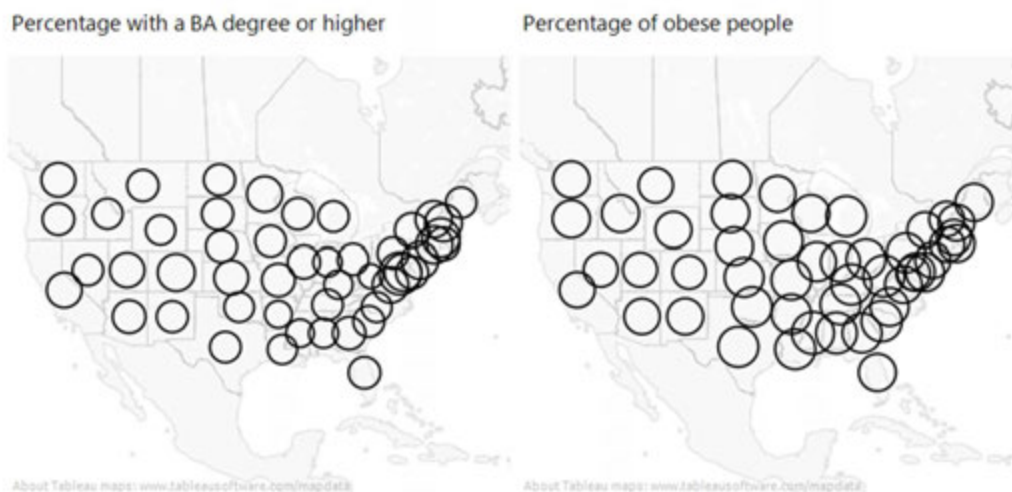 Percentage with a BA degree or higher
Percentage of obese people
About Tableau maps: www.tableausoftware.com/mapdata
About Tableau maps: www.tableausoftware.com/mapdata